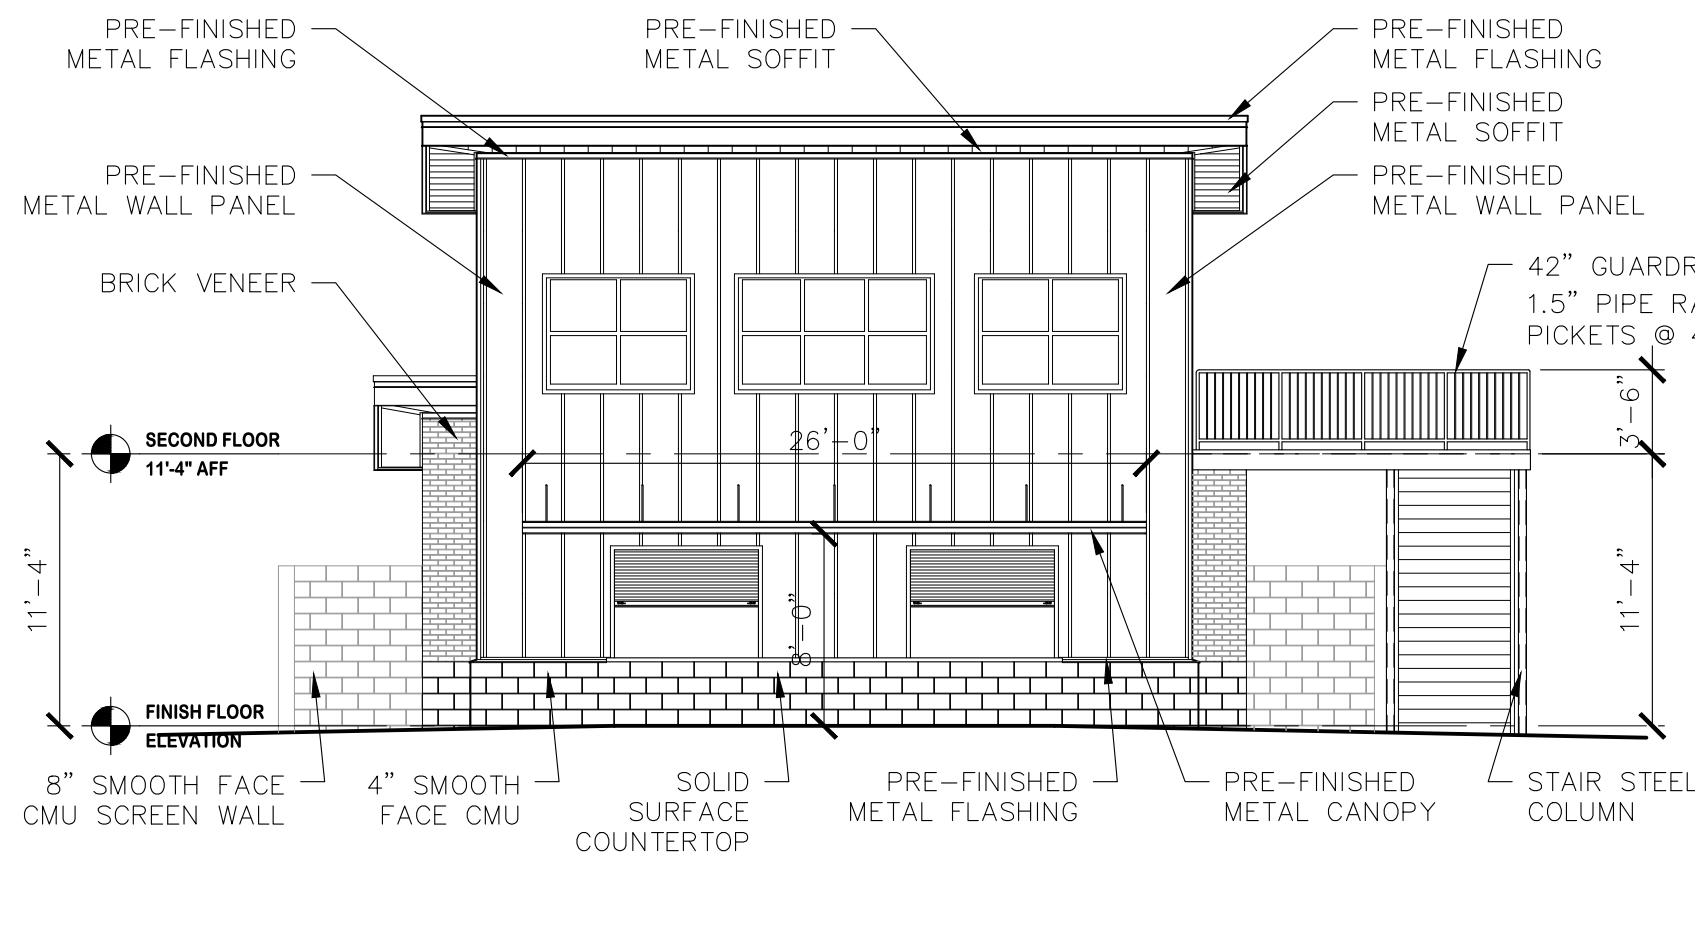 PRE-FINISHED
METAL FLASHING
PRE-FINISHED
METAL SOFFIT
PRE-FINISHED
METAL FLASHING
PRE-FINISHED
METAL SOFFIT
PRE-FINISHED
METAL WALL PANEL
PRE-FINISHED
METAL WALL PANEL
BRICK VENEER
42" GUARDR
1.5" PIPE RA
PICKETS @ 4
3'-6"
SECOND FLOOR
11'-4" AFF
26'-0"
11'-4"
8'-0"
11'-4"
FINISH FLOOR
ELEVATION
8" SMOOTH FACE
CMU SCREEN WALL
4" SMOOTH
FACE CMU
SOLID
SURFACE
COUNTERTOP
PRE-FINISHED
METAL FLASHING
PRE-FINISHED
METAL CANOPY
STAIR STEEL
COLUMN